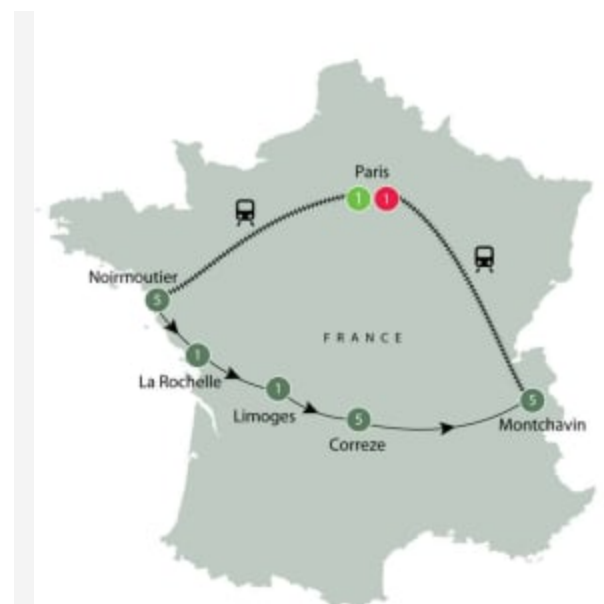 Paris
1 1
Noirmoutier
5
FRANCE
1
La Rochelle
1
Limoges
5
Correze
5
Montchavin